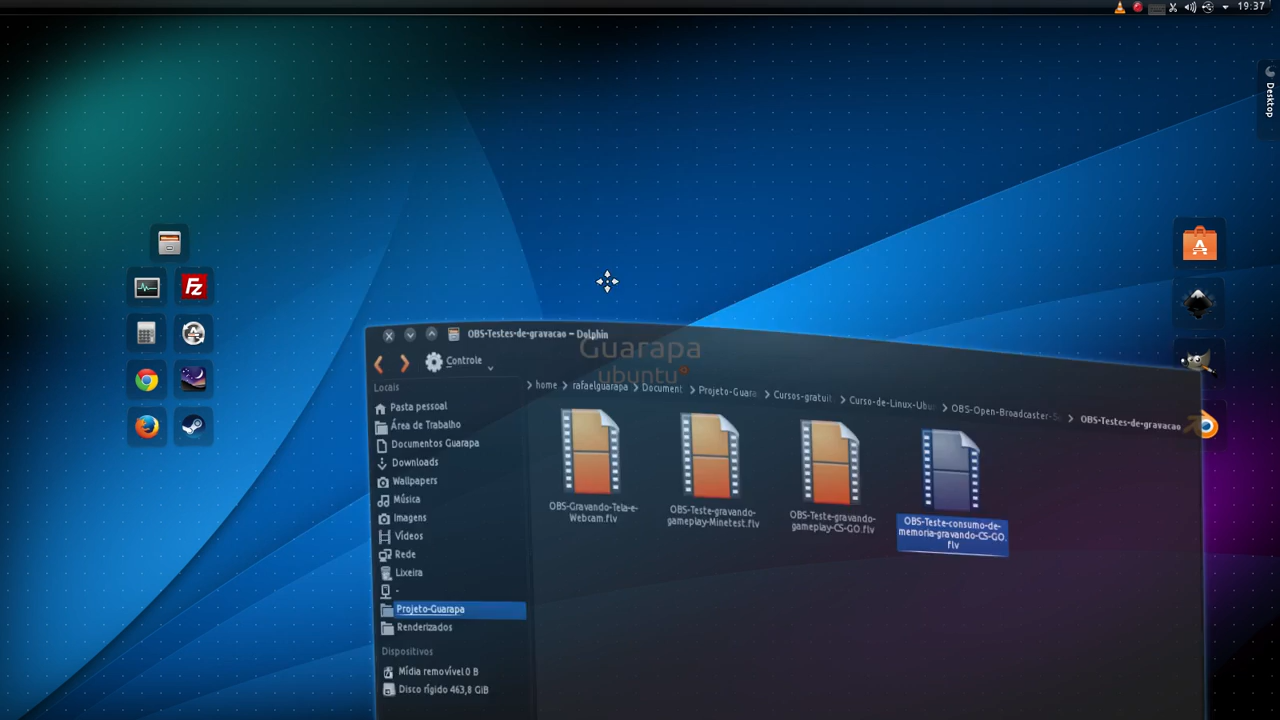 19:37
Desktop
OBS-Testes-de-gravacao – Dolphin
Guarapa
ubuntu
Controle
Locais
home
rafaelguarapa
Document
Projeto-Guara
Cursos-gratuit
Curso-de-Linux-Ubu
OBS-Open-Broadcaster-S
OBS-Testes-de-gravacao
Pasta pessoal
Área de Trabalho
Documentos Guarapa
Downloads
Wallpapers
Música
Imagens
Vídeos
Rede
Lixeira
-
Projeto-Guarapa
Renderizados
Dispositivos
Mídia removível 0 B
Disco rígido 463,8 GiB
OBS-Gravando-Tela-e-
Webcam.flv
OBS-Teste-gravando-
gameplay-Minetest.flv
OBS-Teste-gravando-
gameplay-CS-GO.flv
OBS-Teste-consumo-de-
memoria-gravando-CS-GO.
flv
FZ